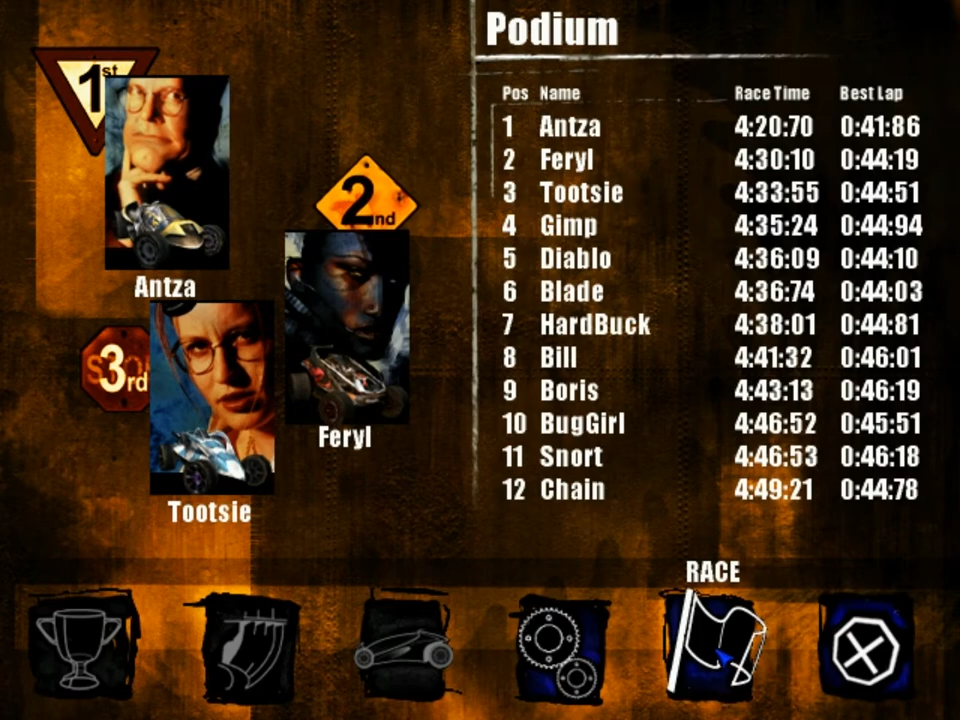 Podium
1st
Antza
2nd
Feryl
3rd
Tootsie
Pos Name Race Time Best Lap
1 Antza 4:20:70 0:41:86
2 Feryl 4:30:10 0:44:19
3 Tootsie 4:33:55 0:44:51
4 Gimp 4:35:24 0:44:94
5 Diablo 4:36:09 0:44:10
6 Blade 4:36:74 0:44:03
7 HardBuck 4:38:01 0:44:81
8 Bill 4:41:32 0:46:01
9 Boris 4:43:13 0:46:19
10 BugGirl 4:46:52 0:45:51
11 Snort 4:46:53 0:46:18
12 Chain 4:49:21 0:44:78
RACE